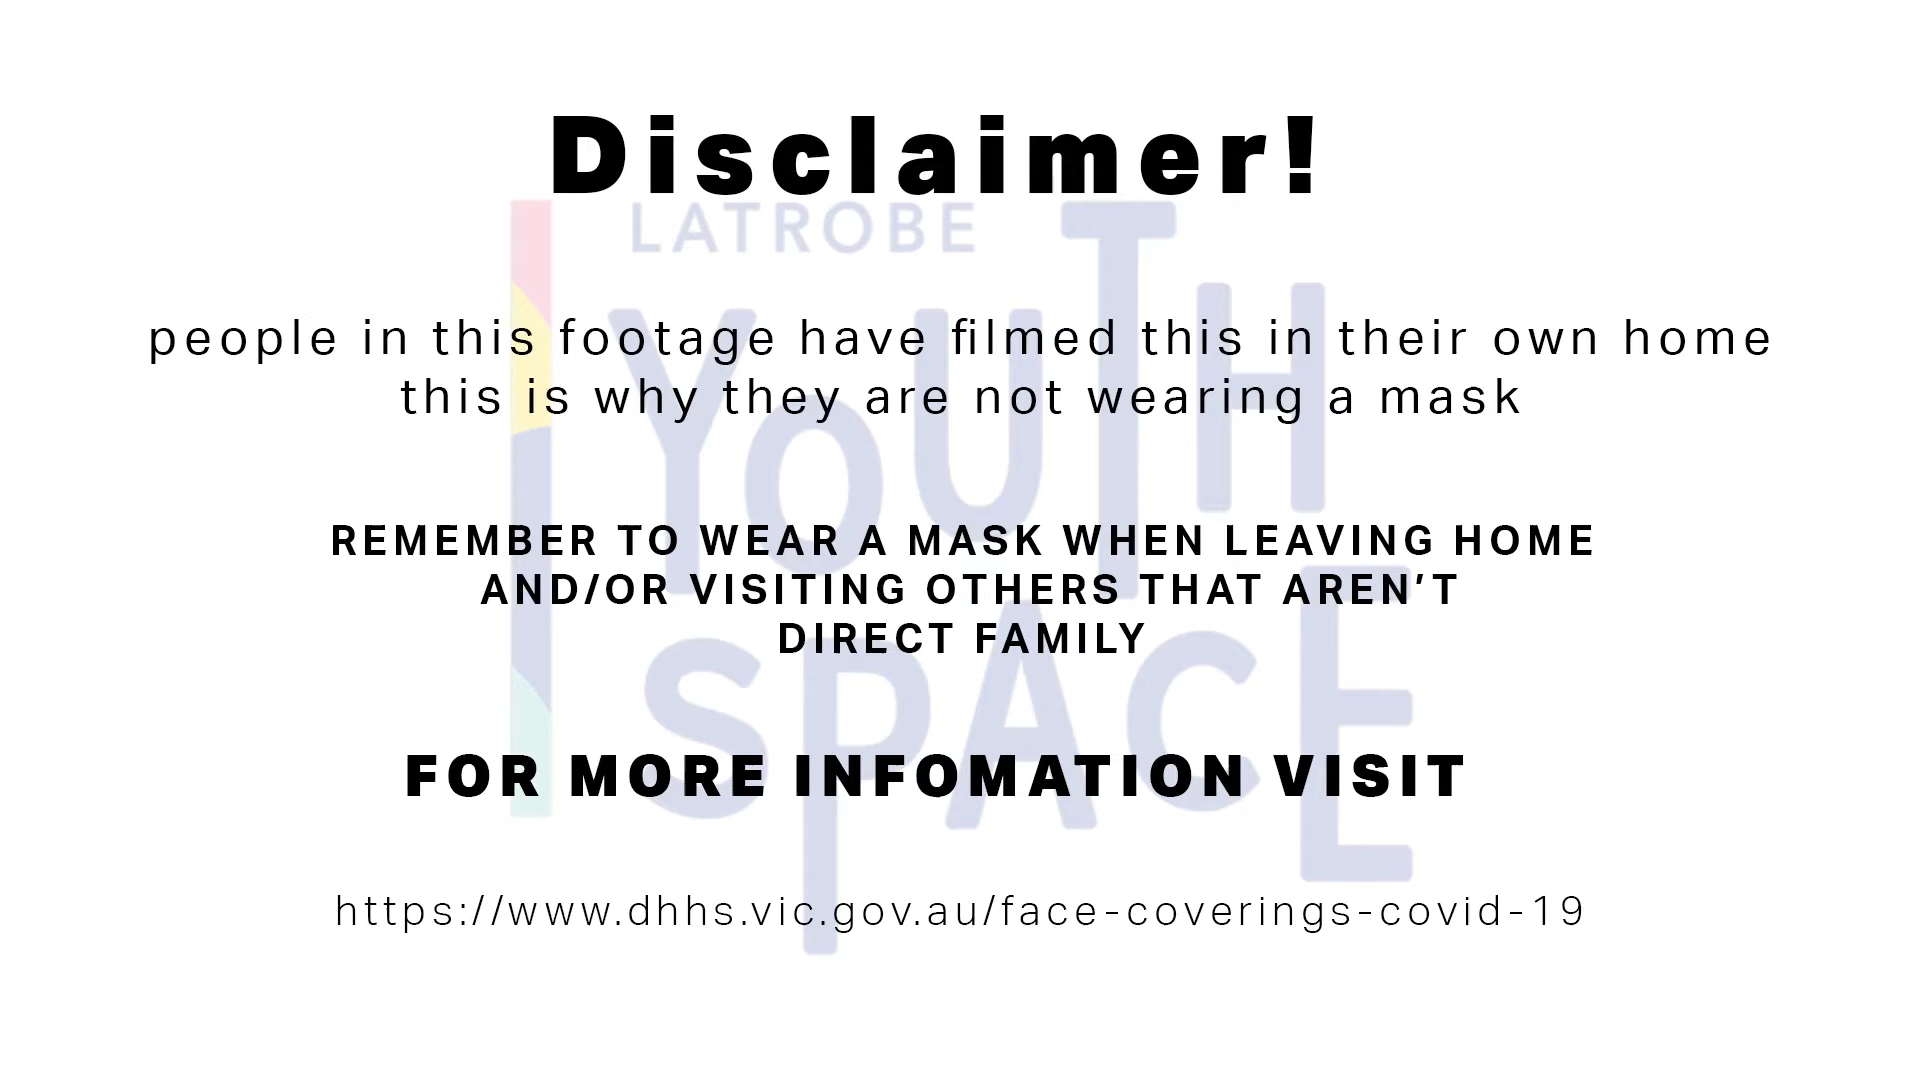 Disclaimer!
LATROBE
YOUTH
SPACE
people in this footage have filmed this in their own home
this is why they are not wearing a mask
REMEMBER TO WEAR A MASK WHEN LEAVING HOME
AND/OR VISITING OTHERS THAT AREN'T
DIRECT FAMILY
FOR MORE INFOMATION VISIT
https://www.dhhs.vic.gov.au/face-coverings-covid-19